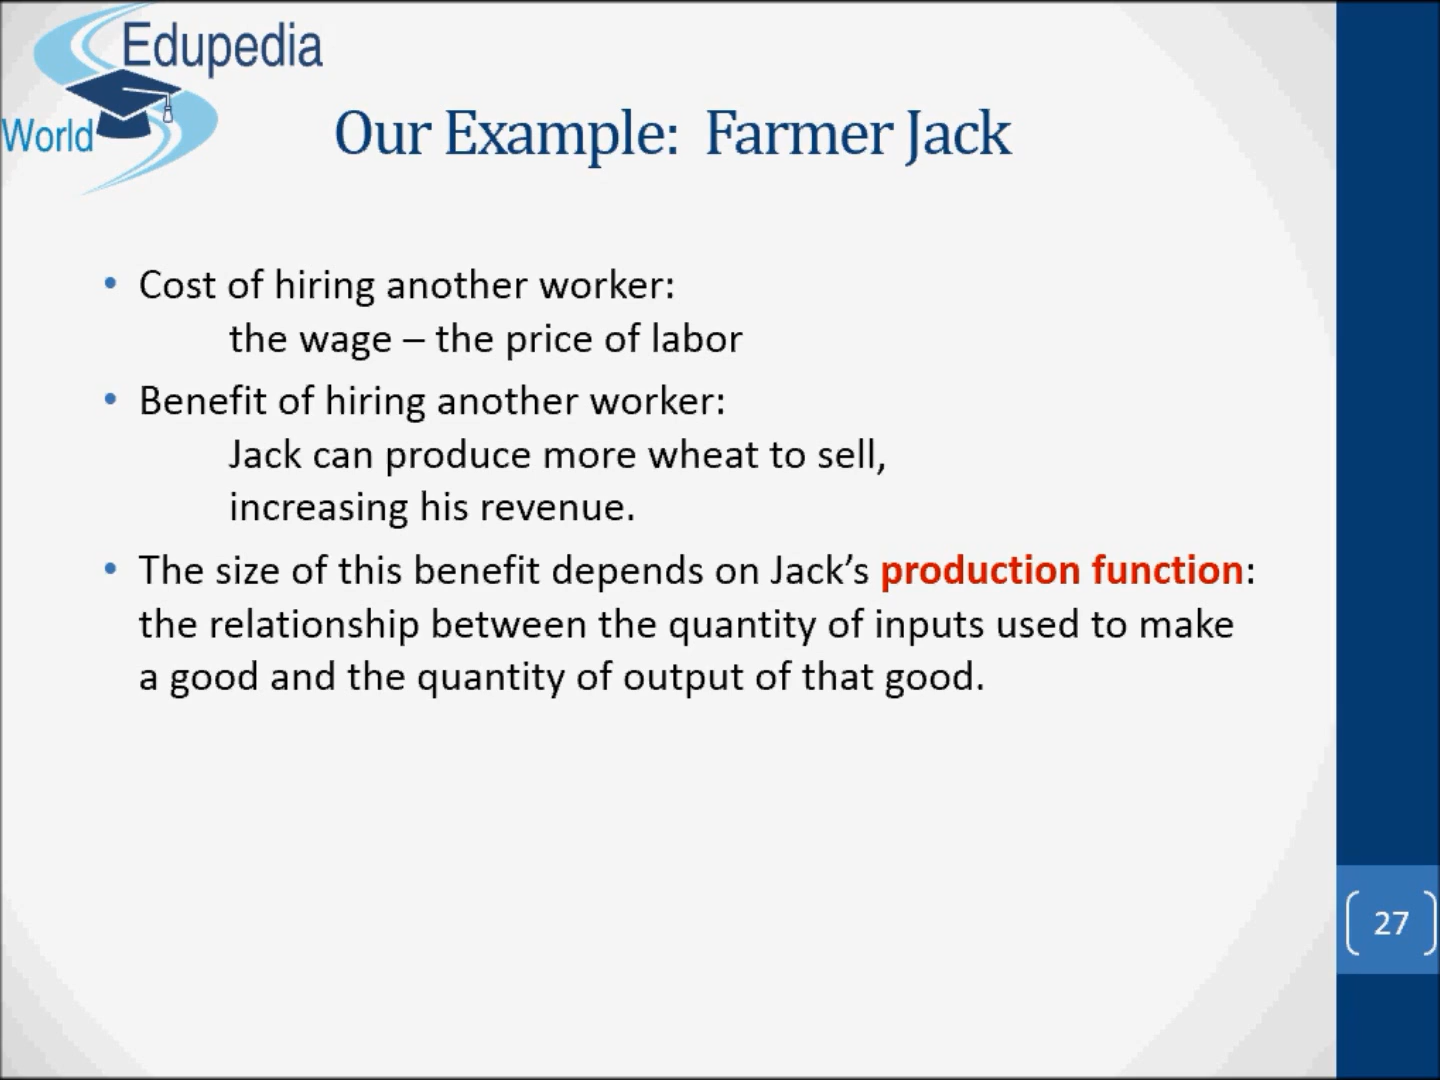 Edupedia
World
Our Example: Farmer Jack
• Cost of hiring another worker:
the wage – the price of labor
• Benefit of hiring another worker:
Jack can produce more wheat to sell,
increasing his revenue.
• The size of this benefit depends on Jack’s production function:
the relationship between the quantity of inputs used to make
a good and the quantity of output of that good.
27